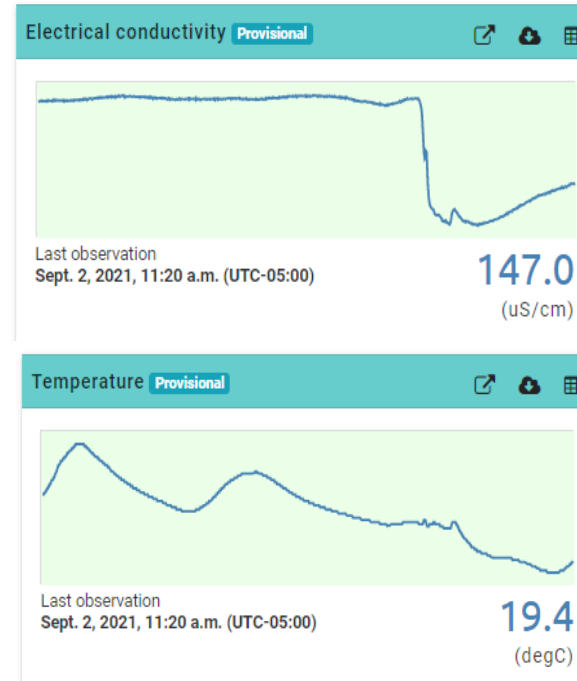 Electrical conductivity Provisional
Last observation
Sept. 2, 2021, 11:20 a.m. (UTC-05:00)
147.0
(uS/cm)
Temperature Provisional
Last observation
Sept. 2, 2021, 11:20 a.m. (UTC-05:00)
19.4
(degC)